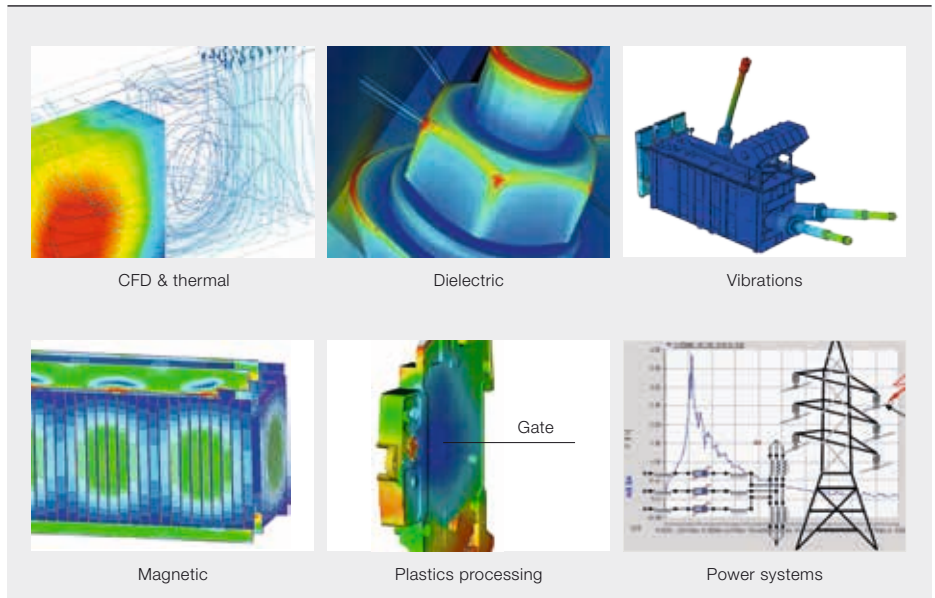 CFD & thermal
Dielectric
Vibrations
Gate
Magnetic
Plastics processing
Power systems